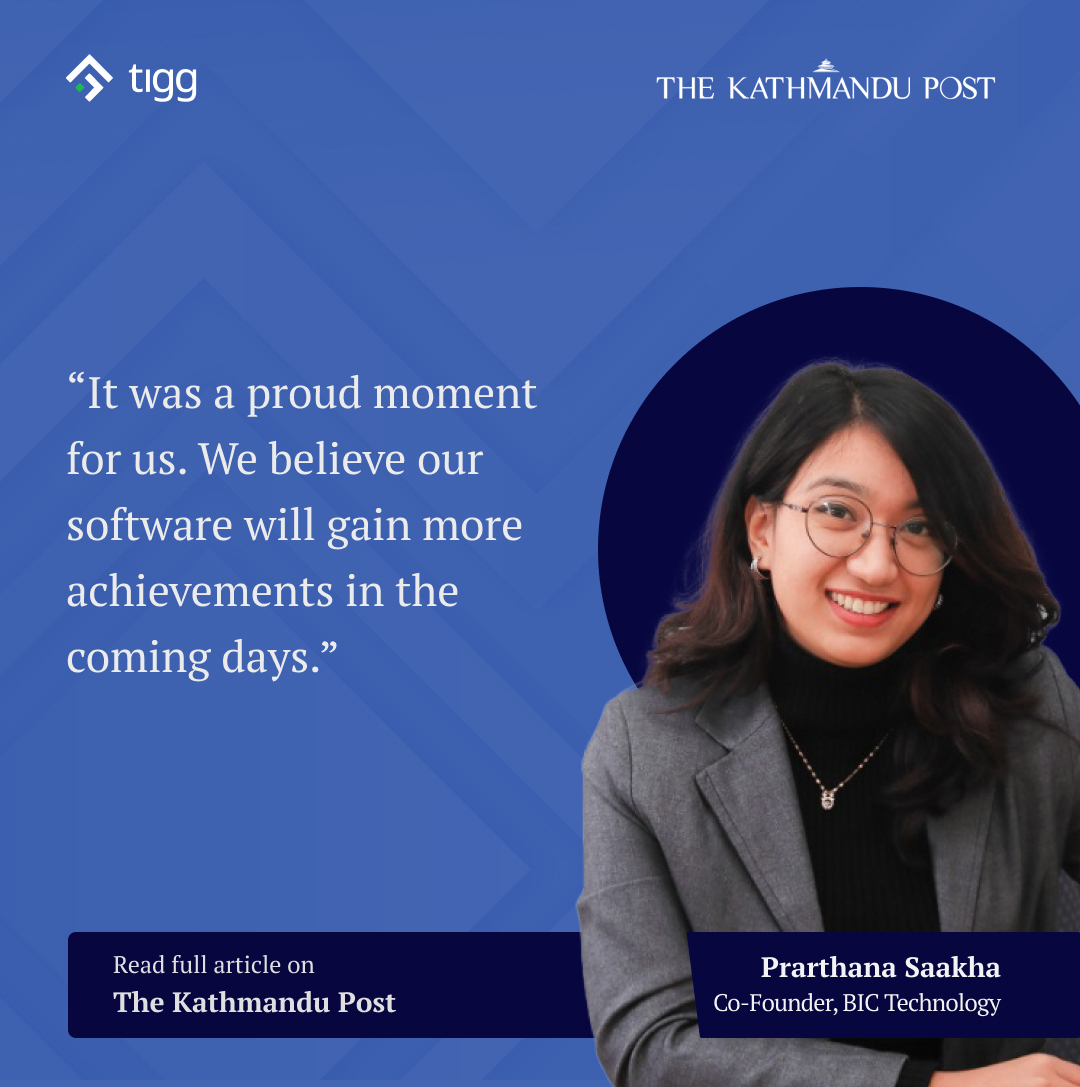 tigg
THE KATHMANDU POST
“It was a proud moment
for us. We believe our
software will gain more
achievements in the
coming days.”
Read full article on
The Kathmandu Post
Prarthana Saakha
Co-Founder, BIC Technology